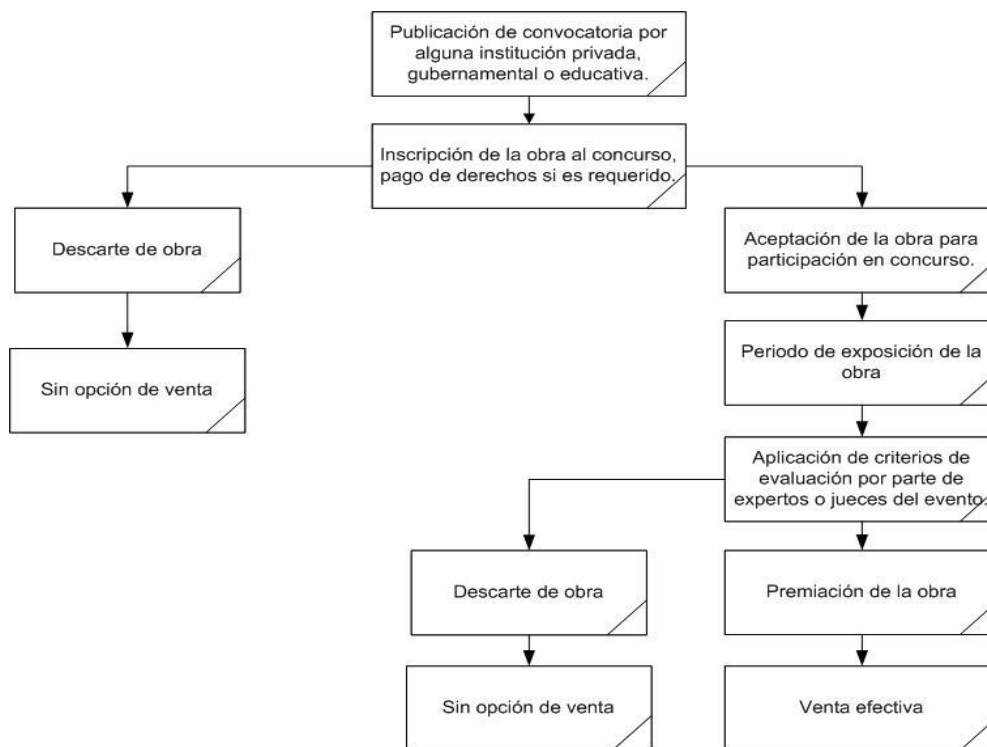 Publicación de convocatoria por
alguna institución privada,
gubernamental o educativa.
Inscripción de la obra al concurso,
pago de derechos si es requerido.
Descarte de obra
Aceptación de la obra para
participación en concurso.
Sin opción de venta
Periodo de exposición de la
obra
Aplicación de criterios de
evaluación por parte de
expertos o jueces del evento.
Descarte de obra
Premiación de la obra
Sin opción de venta
Venta efectiva